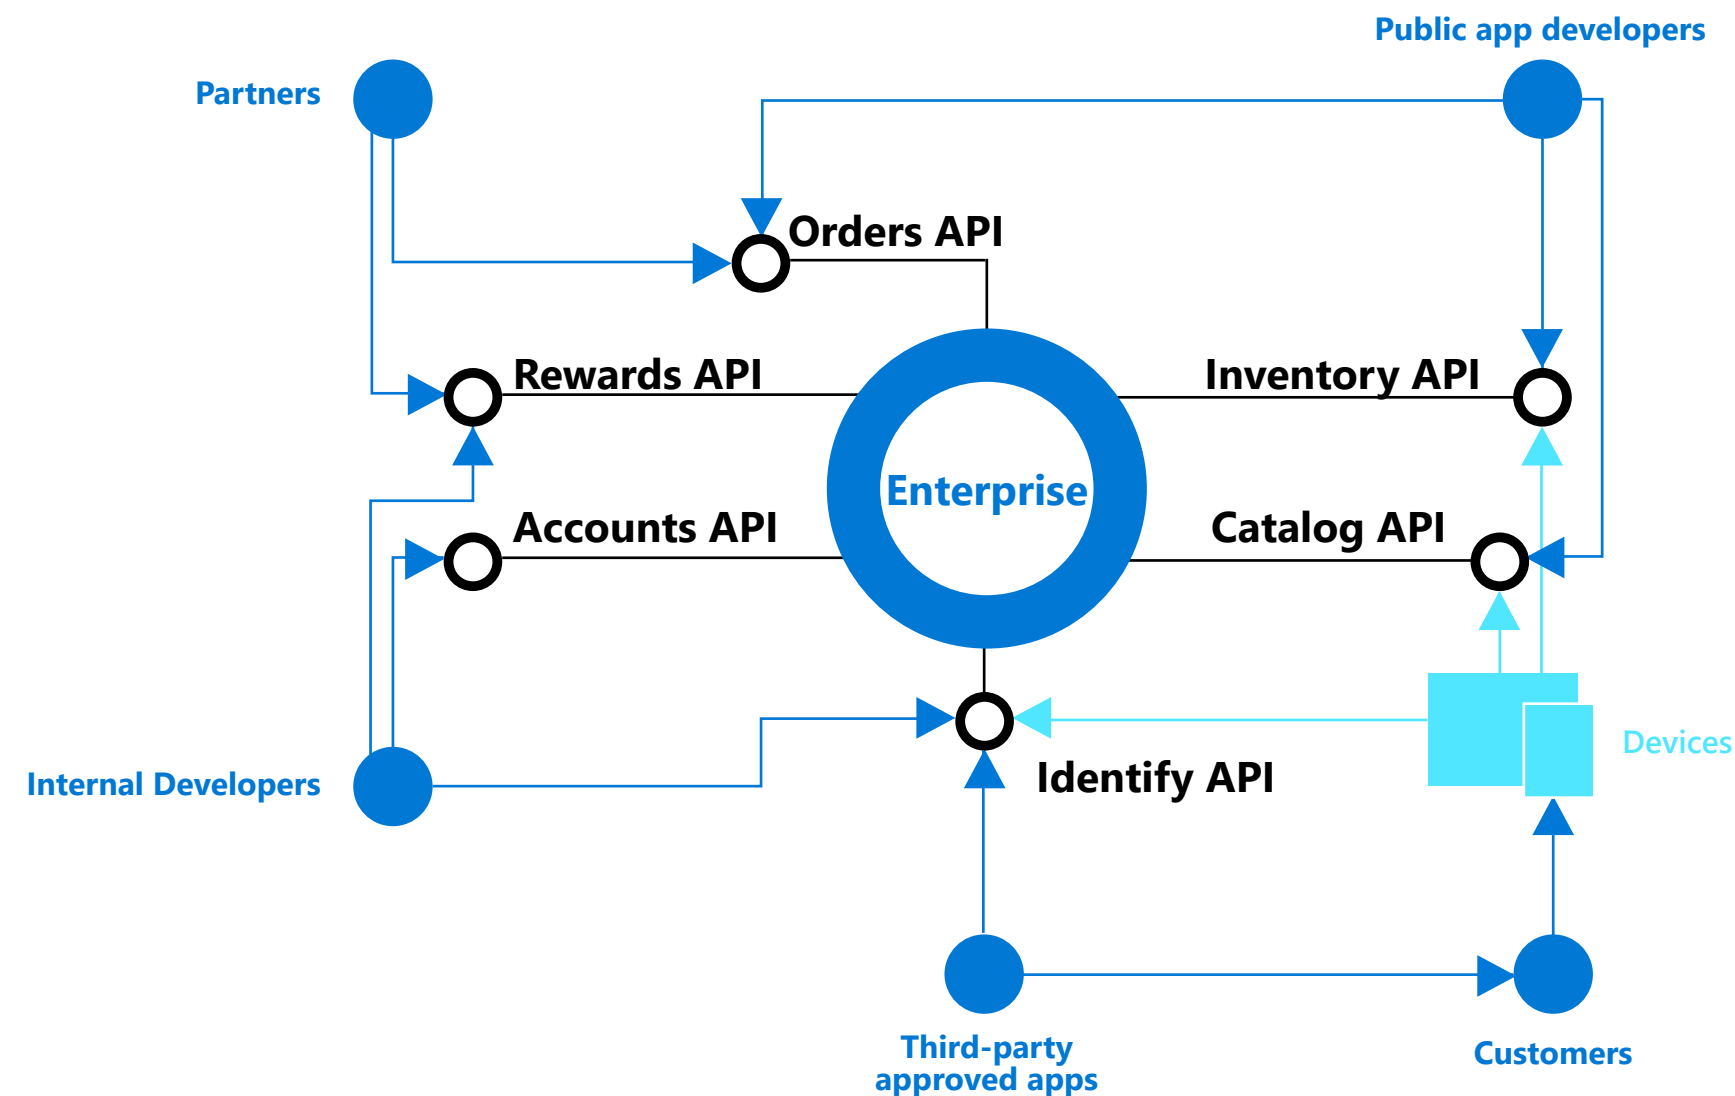 Public app developers
Partners
Orders API
Rewards API
Inventory API
Enterprise
Accounts API
Catalog API
Devices
Internal Developers
Identify API
Third-party
approved apps
Customers